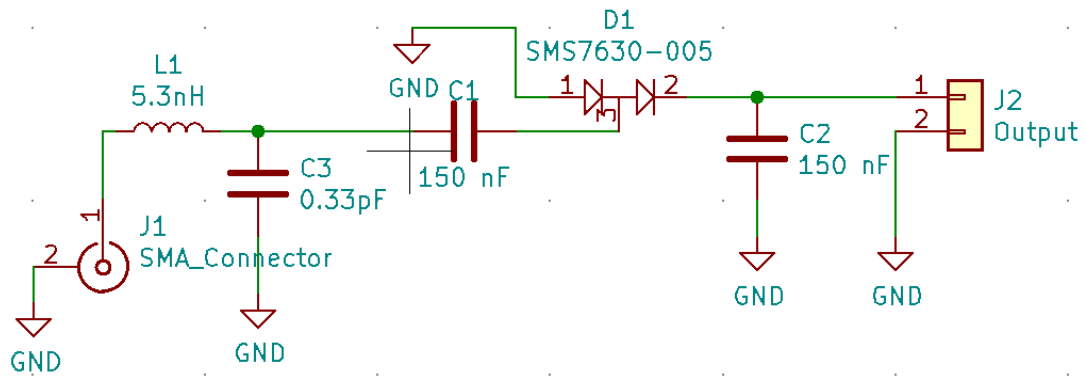 D1
SMS7630-005
L1
5.3nH
GND
C1
1
3
2
1
2
J2
Output
C3
0.33pF
150 nF
C2
150 nF
1
2
J1
SMA_Connector
GND
GND
GND
GND